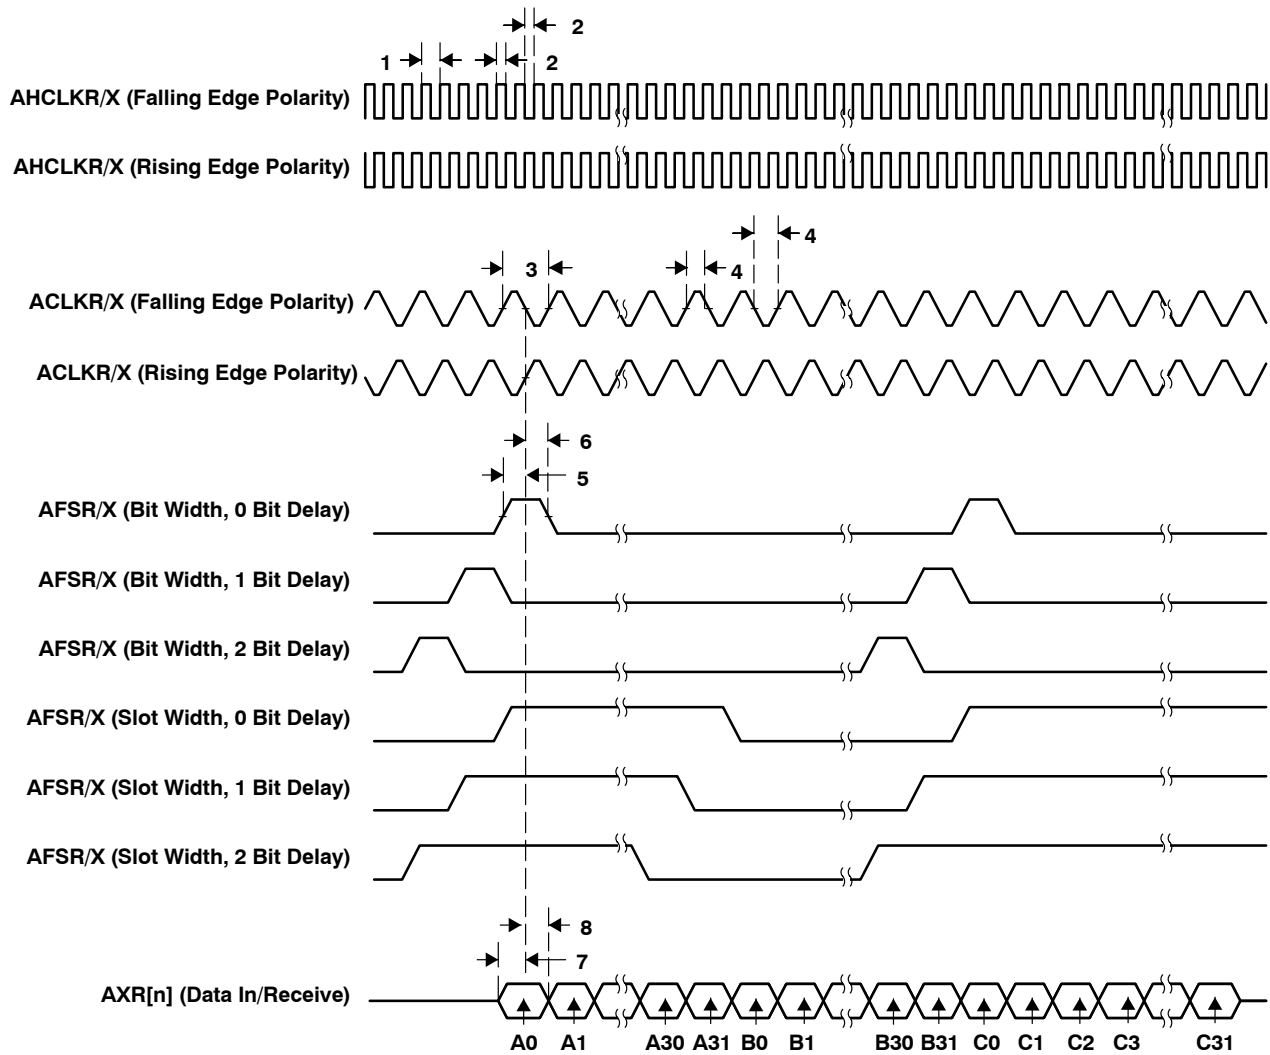 2
1
2
AHCLKR/X (Falling Edge Polarity)
AHCLKR/X (Rising Edge Polarity)
4
3
4
ACLKR/X (Falling Edge Polarity)
ACLKR/X (Rising Edge Polarity)
6
5
AFSR/X (Bit Width, 0 Bit Delay)
AFSR/X (Bit Width, 1 Bit Delay)
AFSR/X (Bit Width, 2 Bit Delay)
AFSR/X (Slot Width, 0 Bit Delay)
AFSR/X (Slot Width, 1 Bit Delay)
AFSR/X (Slot Width, 2 Bit Delay)
8
7
AXR[n] (Data In/Receive)
A0 A1 A30 A31 B0 B1 B30 B31 C0 C1 C2 C3 C31